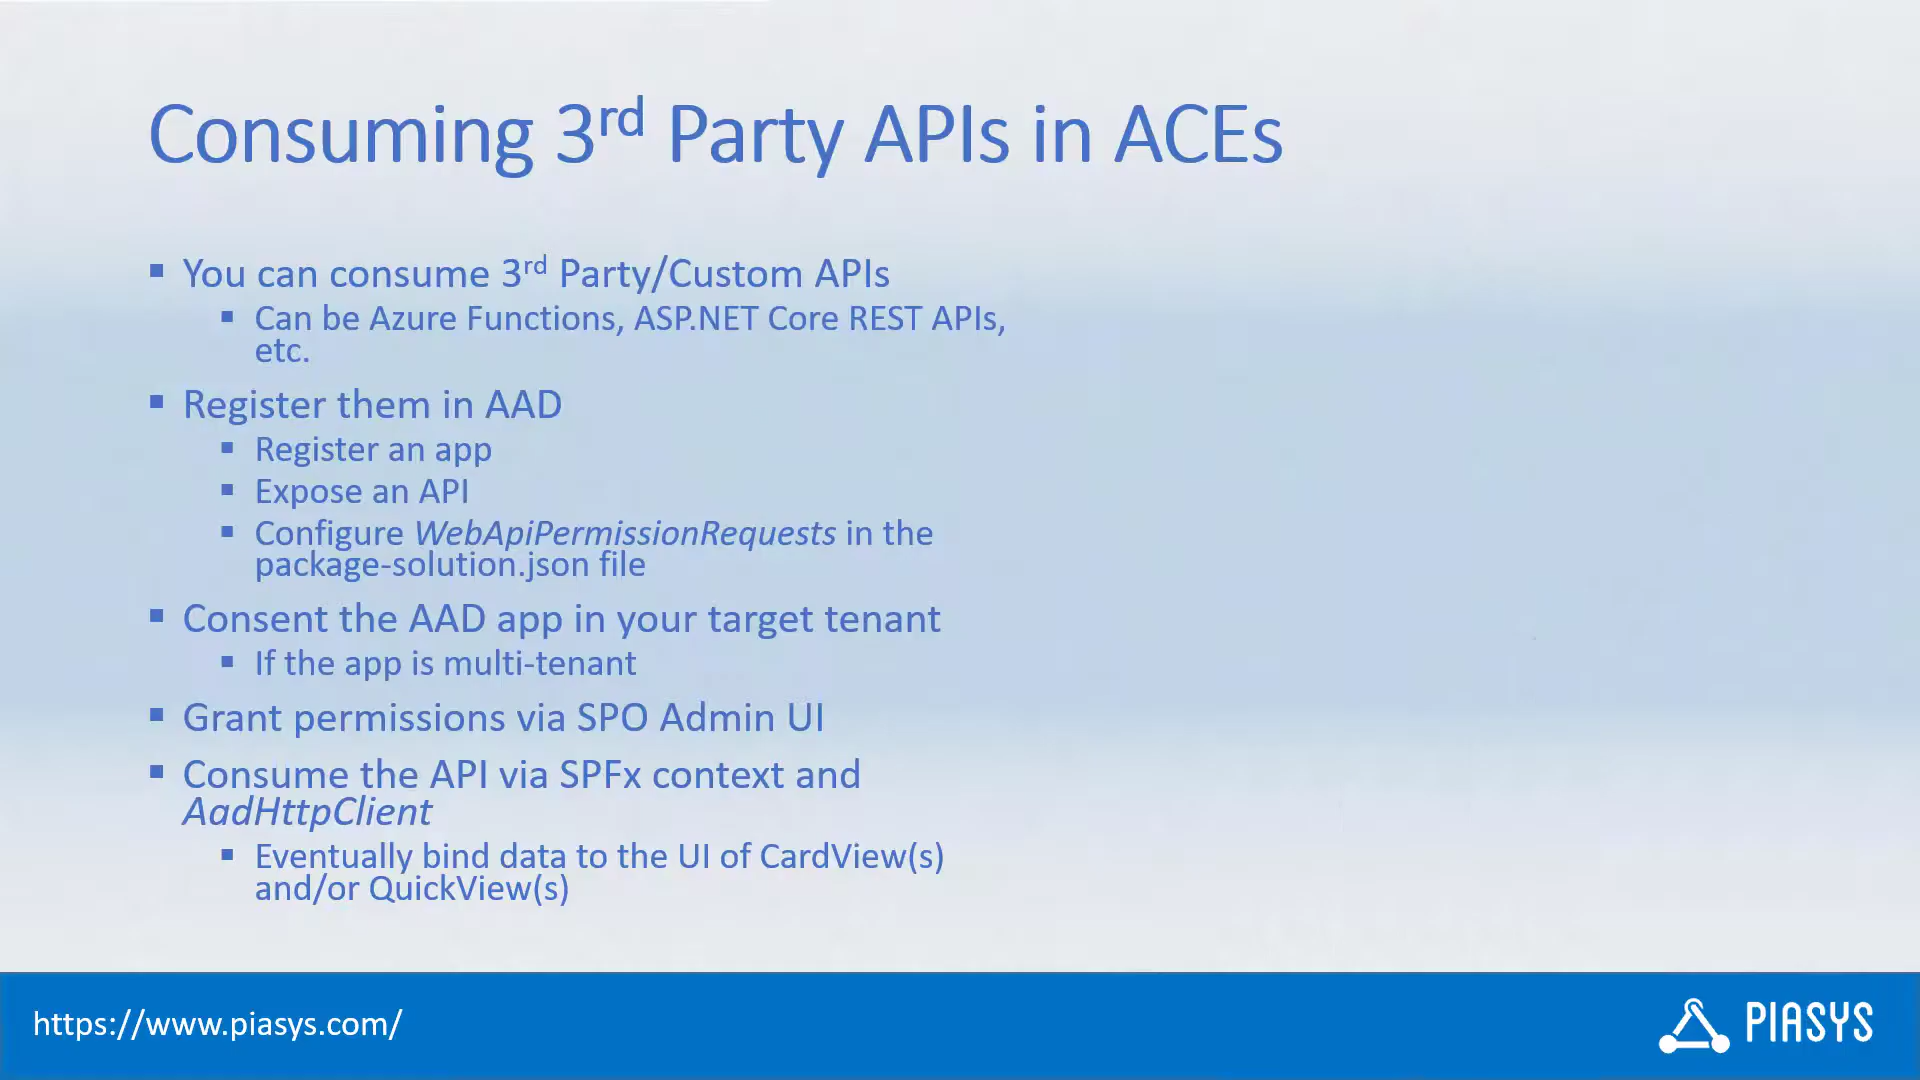 Consuming 3rd Party APIs in ACEs
▪ You can consume 3rd Party/Custom APIs
▪ Can be Azure Functions, ASP.NET Core REST APIs,
etc.
▪ Register them in AAD
▪ Register an app
▪ Expose an API
▪ Configure WebApiPermissionRequests in the
package-solution.json file
▪ Consent the AAD app in your target tenant
▪ If the app is multi-tenant
▪ Grant permissions via SPO Admin UI
▪ Consume the API via SPFx context and
AadHttpClient
▪ Eventually bind data to the UI of CardView(s)
and/or QuickView(s)
https://www.piasys.com/
PIASYS